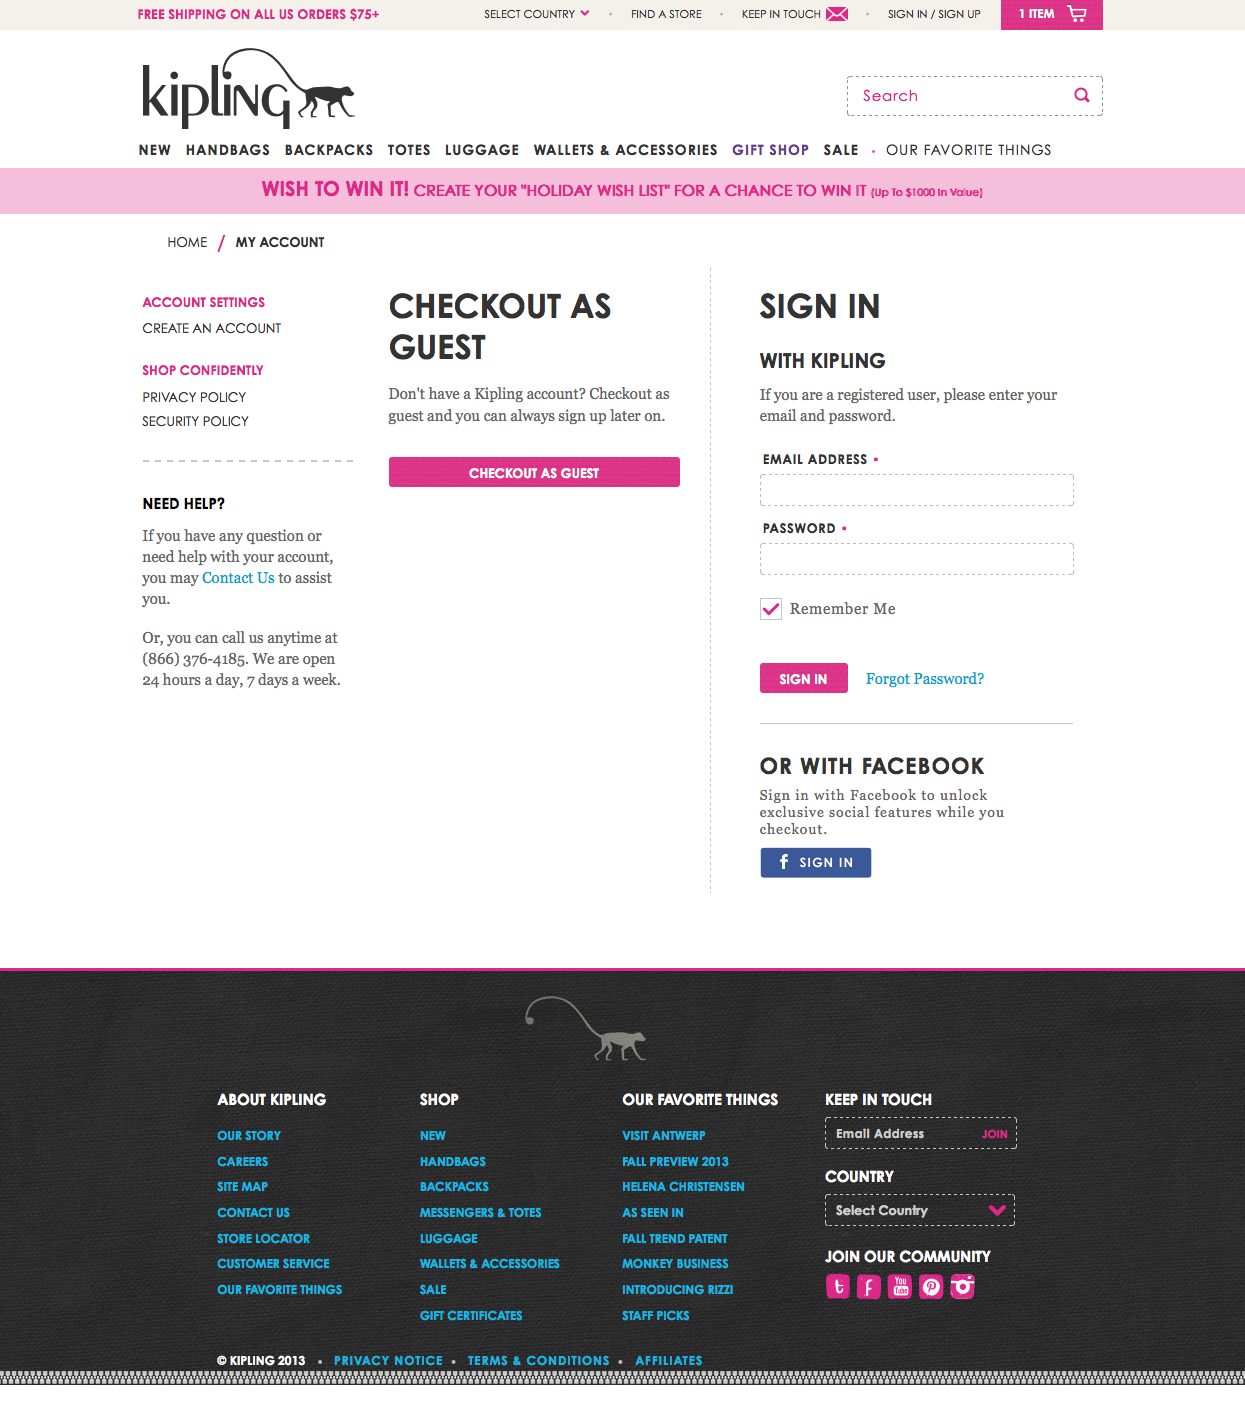 FREE SHIPPING ON ALL US ORDERS $75+
SELECT COUNTRY • FIND A STORE • KEEP IN TOUCH • SIGN IN / SIGN UP
1 ITEM
kipling
Search
NEW HANDBAGS BACKPACKS TOTES LUGGAGE WALLETS & ACCESSORIES GIFT SHOP SALE • OUR FAVORITE THINGS
WISH TO WIN IT! CREATE YOUR "HOLIDAY WISH LIST" FOR A CHANCE TO WIN IT (Up To $1000 In Value)
HOME / MY ACCOUNT
ACCOUNT SETTINGS
CREATE AN ACCOUNT
SHOP CONFIDENTLY
PRIVACY POLICY
SECURITY POLICY
NEED HELP?
If you have any question or
need help with your account,
you may Contact Us to assist
you.
Or, you can call us anytime at
(866) 376-4185. We are open
24 hours a day, 7 days a week.
CHECKOUT AS
GUEST
Don't have a Kipling account? Checkout as
guest and you can always sign up later on.
CHECKOUT AS GUEST
SIGN IN
WITH KIPLING
If you are a registered user, please enter your
email and password.
EMAIL ADDRESS •
PASSWORD •
Remember Me
SIGN IN
Forgot Password?
OR WITH FACEBOOK
Sign in with Facebook to unlock
exclusive social features while you
checkout.
f SIGN IN
ABOUT KIPLING
OUR STORY
CAREERS
SITE MAP
CONTACT US
STORE LOCATOR
CUSTOMER SERVICE
OUR FAVORITE THINGS
SHOP
NEW
HANDBAGS
BACKPACKS
MESSENGERS & TOTES
LUGGAGE
WALLETS & ACCESSORIES
SALE
GIFT CERTIFICATES
OUR FAVORITE THINGS
VISIT ANTWERP
FALL PREVIEW 2013
HELENA CHRISTENSEN
AS SEEN IN
FALL TREND PATENT
MONKEY BUSINESS
INTRODUCING RIZZI
STAFF PICKS
KEEP IN TOUCH
Email Address JOIN
COUNTRY
Select Country
JOIN OUR COMMUNITY
t f You Tube P
© KIPLING 2013 • PRIVACY NOTICE • TERMS & CONDITIONS • AFFILIATES